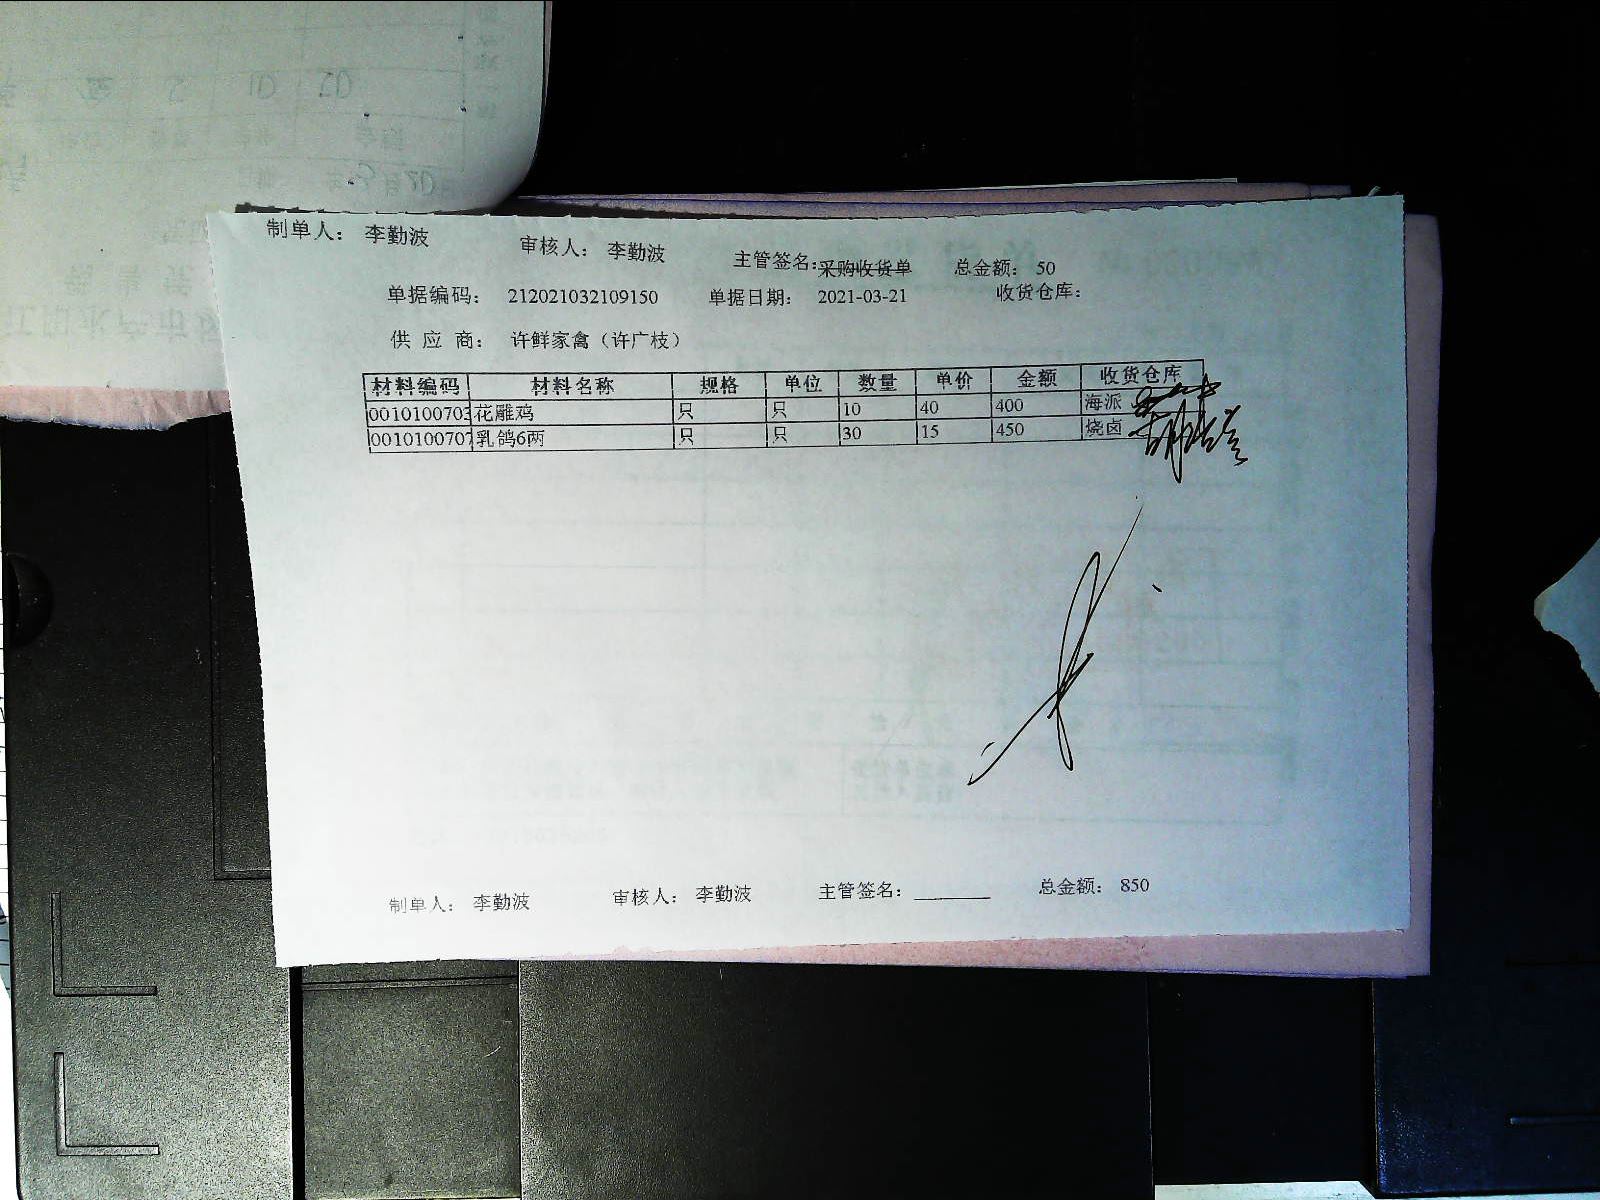 制单人： 李勤波 审核人： 李勤波 主管签名： 采购收货单 总金额： 50
单据编码： 212021032109150 单据日期： 2021-03-21 收货仓库：
供 应 商： 许鲜家禽（许广枝）
材料编码 材料名称 规格 单位 数量 单价 金额 收货仓库
0010100703 花雕鸡 只 只 10 40 400 海派
0010100707 乳鸽6两 只 只 30 15 450 烧卤
制单人： 李勤波 审核人： 李勤波 主管签名： 总金额： 850